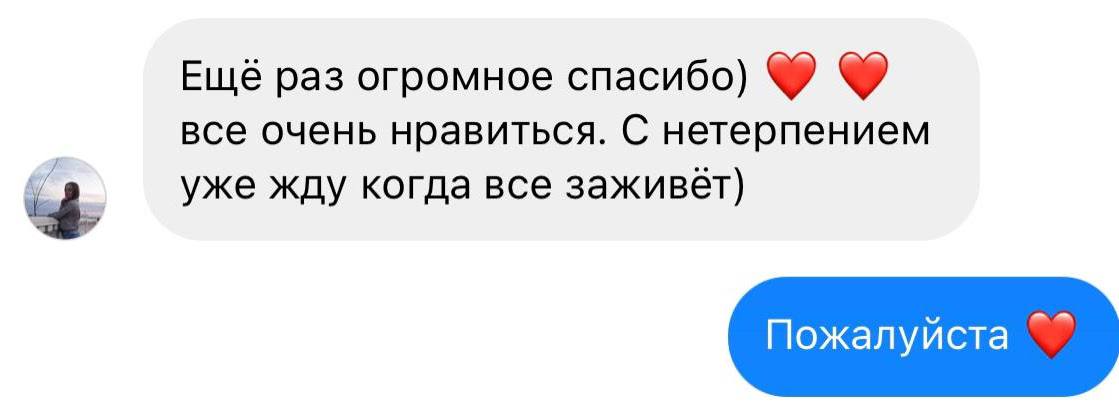 Ещё раз огромное спасибо) ❤️ ❤️
все очень нравиться. С нетерпением
уже жду когда все заживёт)
Пожалуйста ❤️